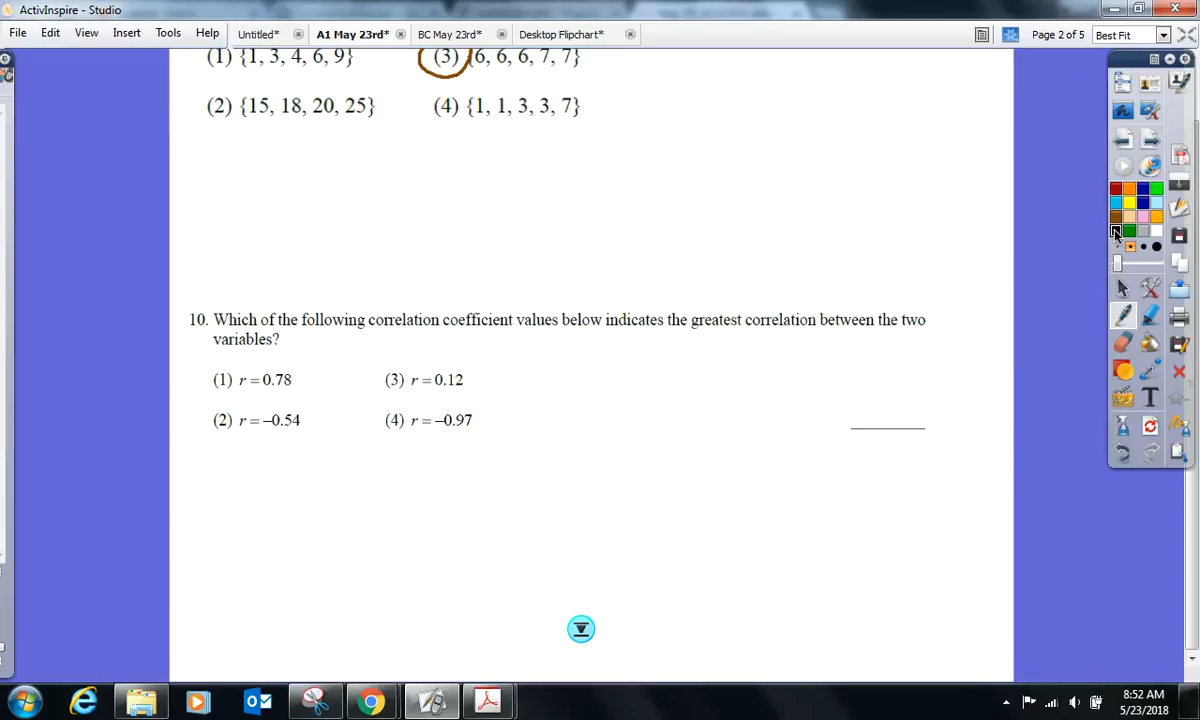 ActivInspire - Studio
File Edit View Insert Tools Help Untitled* A1 May 23rd* BC May 23rd* Desktop Flipchart* Page 2 of 5 Best Fit
(1) {1, 3, 4, 6, 9} (3) {6, 6, 6, 7, 7}
(2) {15, 18, 20, 25} (4) {1, 1, 3, 3, 7}
10. Which of the following correlation coefficient values below indicates the greatest correlation between the two
variables?
(1) r = 0.78 (3) r = 0.12
(2) r = –0.54 (4) r = –0.97
8:52 AM
5/23/2018